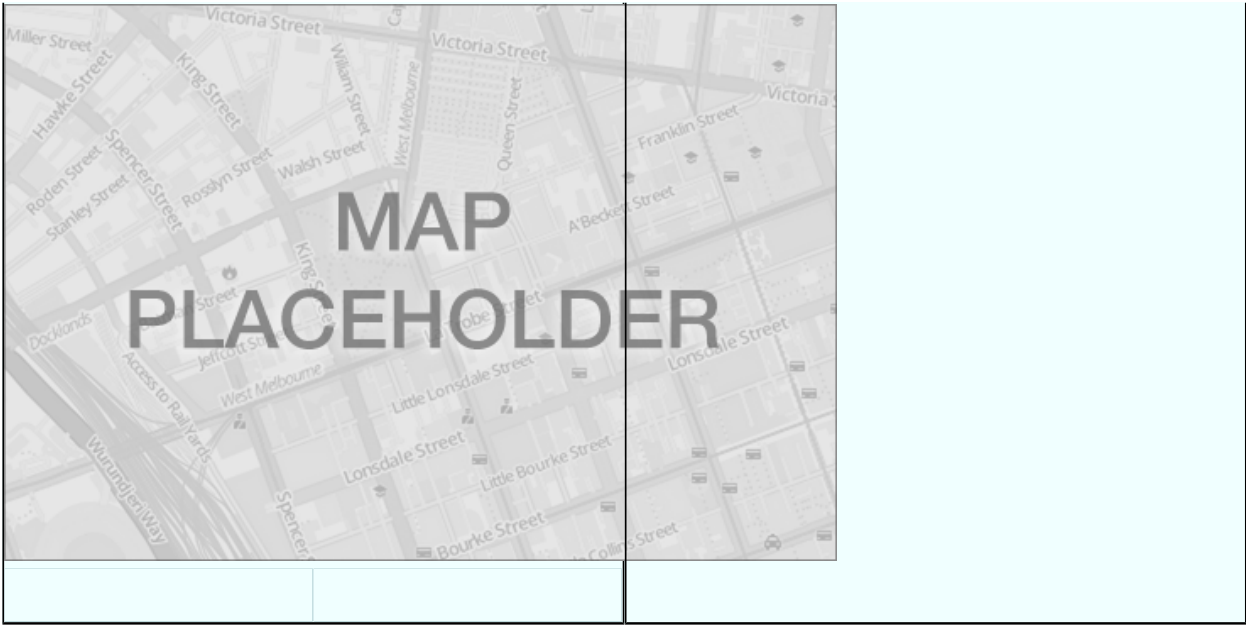 Victoria Street
Cap
L
Miller Street
Victoria Street
King Street
William Street
Hawke Street
West Melbourne
Queen Street
Victoria S
Franklin Street
Spencer Street
Walsh Street
Rosslyn Street
Roden Street
Stanley Street
A'Beckett Street
MAP
King Street
PLACEHOLDER
Docklands
Jeffcott Street
Lonsdale Street
Access to Rail Yards
West Melbourne
Little Lonsdale Street
Lonsdale Street
Little Bourke Street
Wurundjeri Way
Spencer S
Bourke Street
le Collins Street